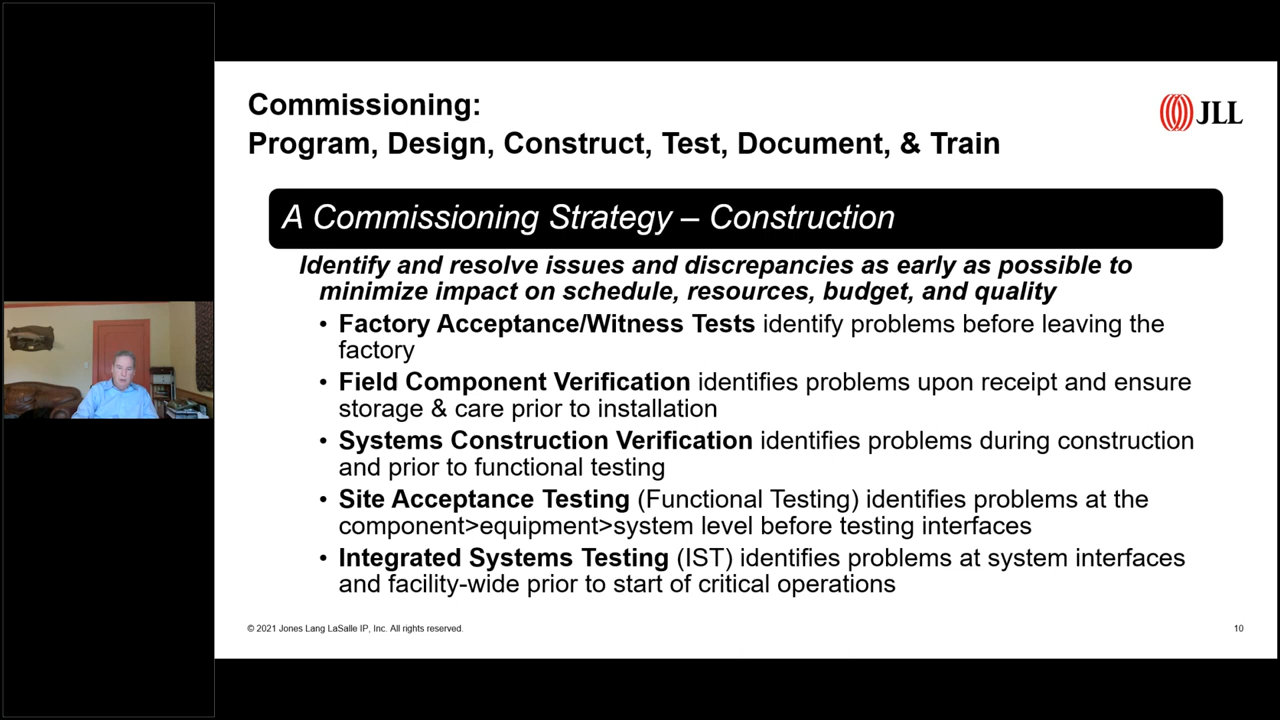 Commissioning:
Program, Design, Construct, Test, Document, & Train
JLL
A Commissioning Strategy – Construction
Identify and resolve issues and discrepancies as early as possible to
minimize impact on schedule, resources, budget, and quality
• Factory Acceptance/Witness Tests identify problems before leaving the
factory
• Field Component Verification identifies problems upon receipt and ensure
storage & care prior to installation
• Systems Construction Verification identifies problems during construction
and prior to functional testing
• Site Acceptance Testing (Functional Testing) identifies problems at the
component>equipment>system level before testing interfaces
• Integrated Systems Testing (IST) identifies problems at system interfaces
and facility-wide prior to start of critical operations
© 2021 Jones Lang LaSalle IP, Inc. All rights reserved.
10